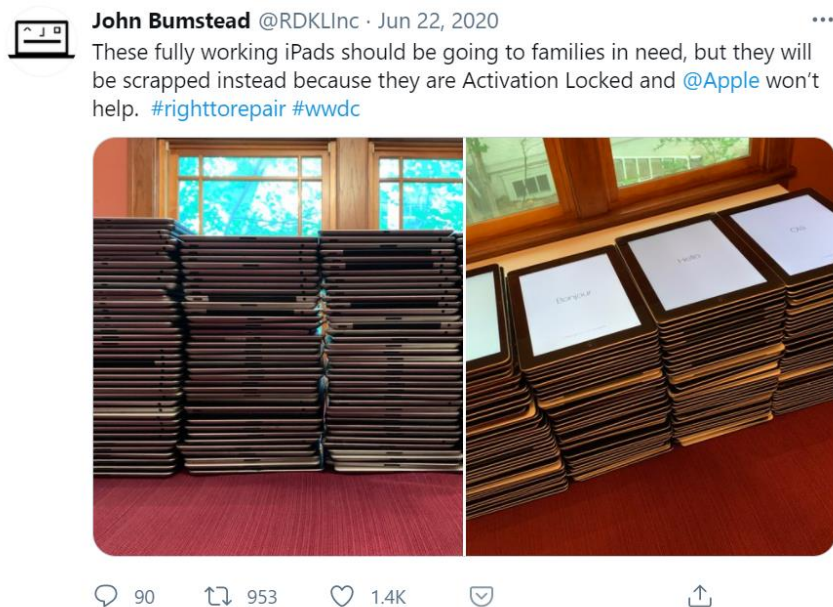 John Bumstead @RDKLInc · Jun 22, 2020
These fully working iPads should be going to families in need, but they will
be scrapped instead because they are Activation Locked and @Apple won't
help. #righttorepair #wwdc
Bonjour
Hello
Olá
90 953 1.4K